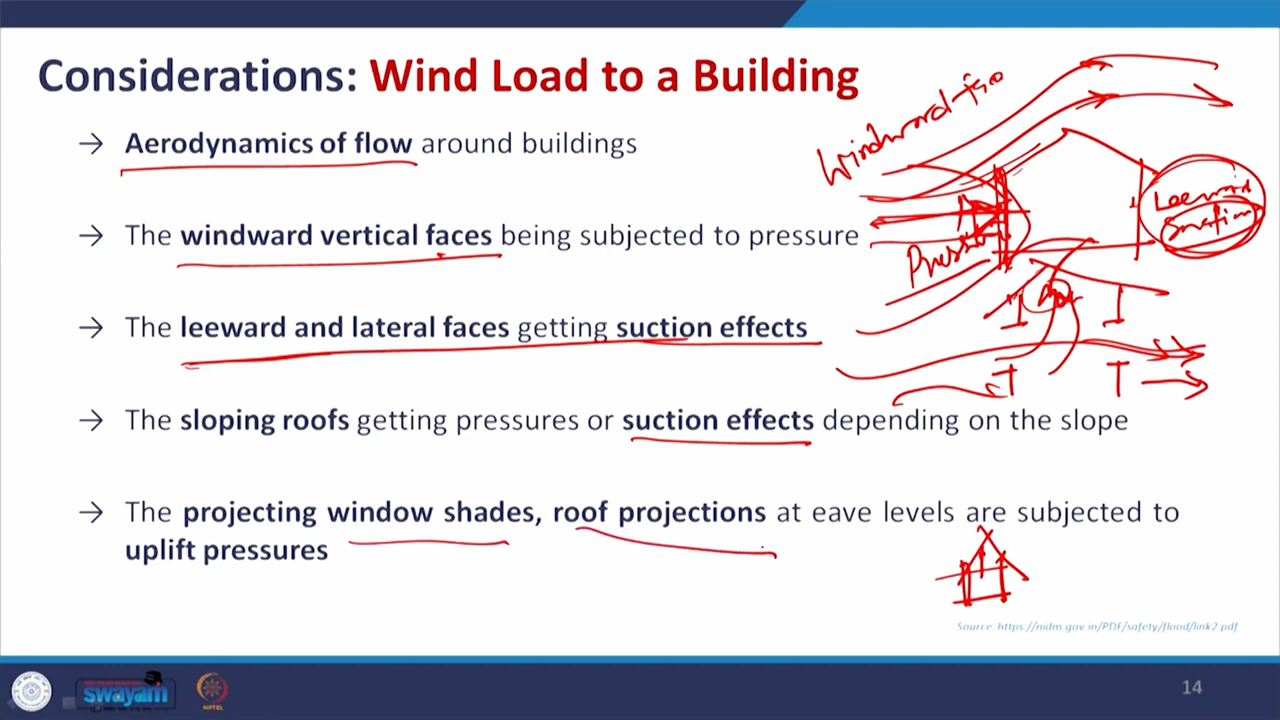 Considerations: Wind Load to a Building
→ Aerodynamics of flow around buildings
Windward face
→ The windward vertical faces being subjected to pressure
Leeward
Suction
Pressure
→ The leeward and lateral faces getting suction effects
→ The sloping roofs getting pressures or suction effects depending on the slope
→ The projecting window shades, roof projections at eave levels are subjected to
uplift pressures
Source: https://nidm.gov.in/PDF/safety/flood/link2.pdf
swayam
NPTEL
14